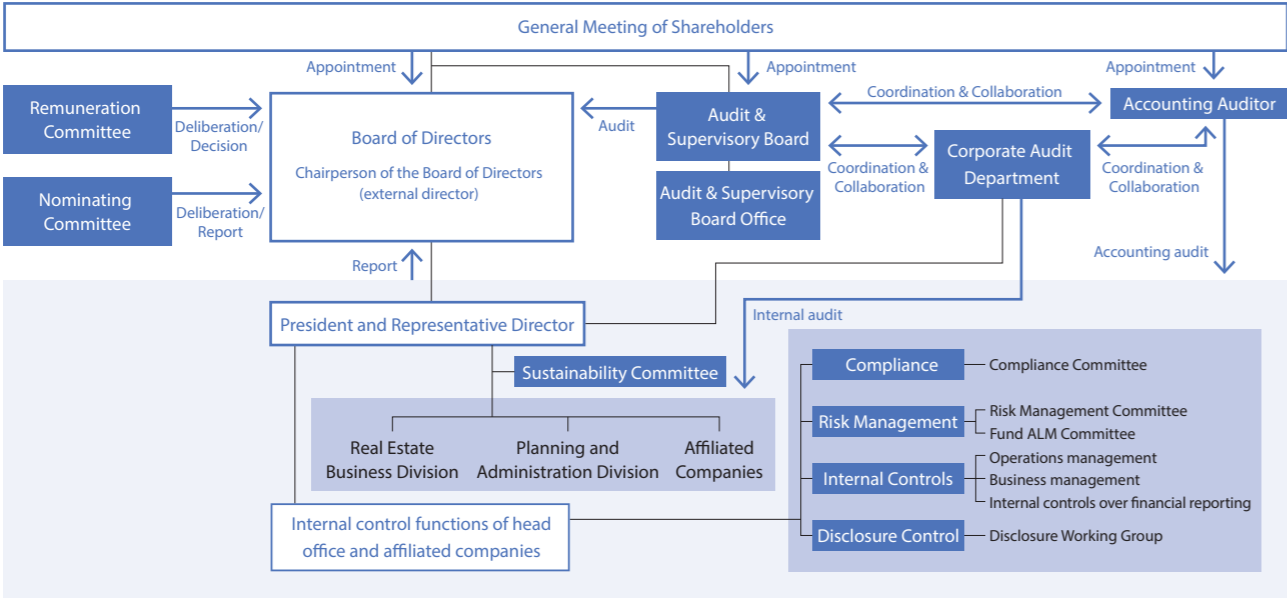 General Meeting of Shareholders
Appointment
Appointment
Appointment
Remuneration
Committee
Deliberation/
Decision
Nominating
Committee
Deliberation/
Report
Board of Directors
Chairperson of the Board of Directors
(external director)
Audit
Audit &
Supervisory Board
Audit & Supervisory
Board Office
Coordination & Collaboration
Coordination &
Collaboration
Corporate Audit
Department
Accounting Auditor
Coordination &
Collaboration
Report
Accounting audit
President and Representative Director
Internal audit
Sustainability Committee
Real Estate
Business Division
Planning and
Administration Division
Affiliated
Companies
Internal control functions of head
office and affiliated companies
Compliance
Compliance Committee
Risk Management
Risk Management Committee
Fund ALM Committee
Internal Controls
Operations management
Business management
Internal controls over financial reporting
Disclosure Control
Disclosure Working Group